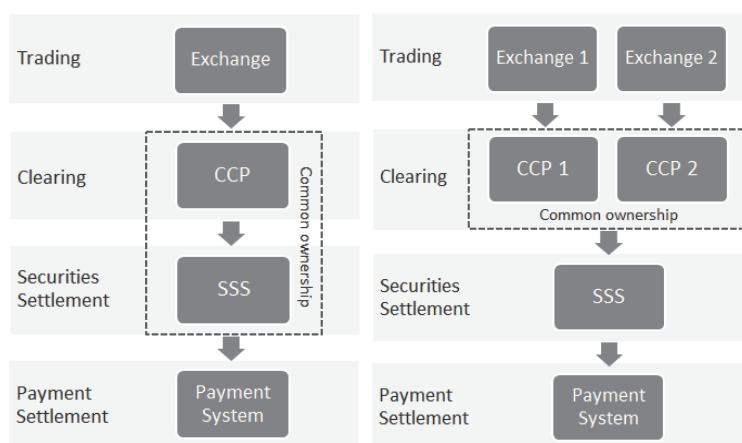 Trading
Exchange
Clearing
CCP
Common ownership
Securities
Settlement
SSS
Payment
Settlement
Payment
System
Trading
Exchange 1
Exchange 2
Clearing
CCP 1
CCP 2
Common ownership
Securities
Settlement
SSS
Payment
Settlement
Payment
System